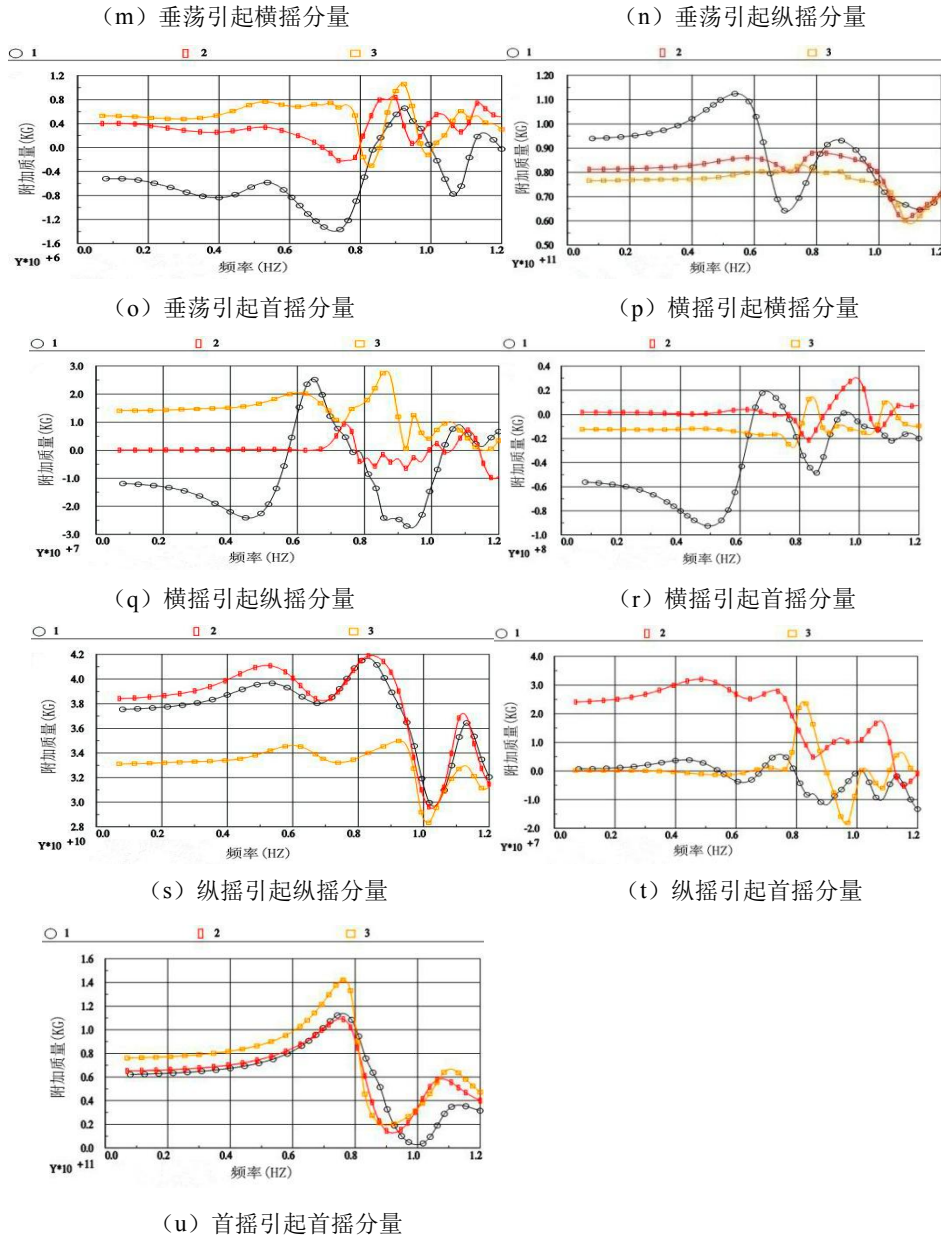 （m）垂荡引起横摇分量 （n）垂荡引起纵摇分量
1 2 3 1 2 3
附加质量(KG)
1.2
0.8
0.4
0.0
-0.4
-0.8
-1.2
-1.6
0.0 0.2 0.4 0.6 0.8 1.0 1.2
Y*10 +6
频率(HZ)
附加质量(KG)
1.20
1.10
1.00
0.90
0.80
0.70
0.60
0.50
0.0 0.2 0.4 0.6 0.8 1.0 1.2
Y*10 +11
频率(HZ)
（o）垂荡引起首摇分量 （p）横摇引起横摇分量
1 2 3 1 2 3
附加质量(KG)
3.0
2.0
1.0
0.0
-1.0
-2.0
-3.0
0.0 0.2 0.4 0.6 0.8 1.0 1.2
Y*10 +7
频率(HZ)
附加质量(KG)
0.4
0.2
0.0
-0.2
-0.4
-0.6
-0.8
-1.0
0.0 0.2 0.4 0.6 0.8 1.0 1.2
Y*10 +8
频率(HZ)
（q）横摇引起纵摇分量 （r）横摇引起首摇分量
1 2 3 1 2 3
附加质量(KG)
4.2
4.0
3.8
3.6
3.4
3.2
3.0
2.8
0.0 0.2 0.4 0.6 0.8 1.0 1.2
Y*10 +10
频率(HZ)
附加质量(KG)
4.0
3.0
2.0
1.0
0.0
-1.0
-2.0
0.0 0.2 0.4 0.6 0.8 1.0 1.2
Y*10 +7
频率(HZ)
（s）纵摇引起纵摇分量 （t）纵摇引起首摇分量
1 2 3
附加质量(KG)
1.6
1.4
1.2
1.0
0.8
0.6
0.4
0.2
0.0
0.0 0.2 0.4 0.6 0.8 1.0 1.2
Y*10 +11
频率(HZ)
（u）首摇引起首摇分量